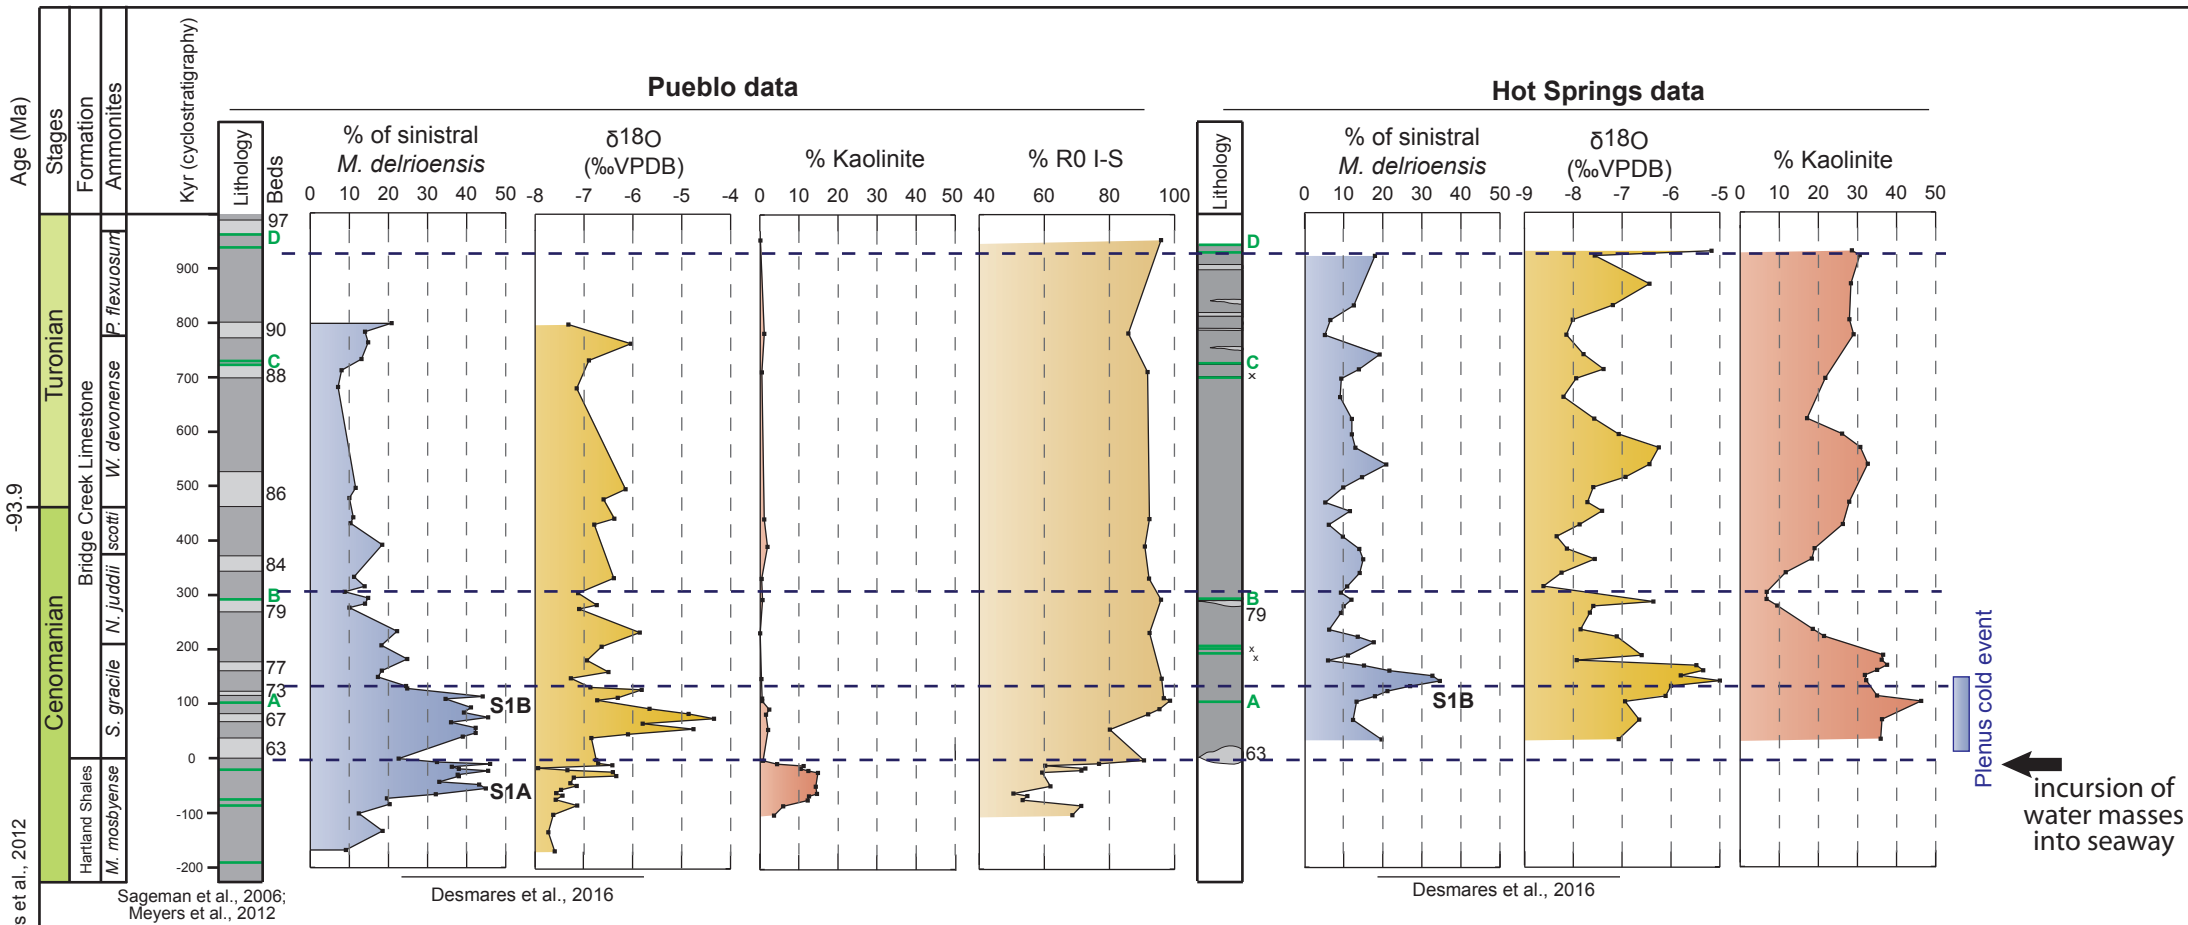 Pueblo data
Hot Springs data
Age (Ma)
Stages
Formation
Ammonites
Kyr (cyclostratigraphy)
Lithology
Beds
% of sinistral
M. delrioensis
δ18O
(‰VPDB)
% Kaolinite
% R0 I-S
Lithology
% of sinistral
M. delrioensis
δ18O
(‰VPDB)
% Kaolinite
0 10 20 30 40 50
-8 -7 -6 -5 -4
0 10 20 30 40 50
40 60 80 100
0 10 20 30 40 50
-9 -8 -7 -6 -5
0 10 20 30 40 50
-93.9
s et al., 2012
Turonian
Cenomanian
Bridge Creek Limestone
Hartland Shales
P. flexuosum
W. devonense
scotti
N. juddii
S. gracile
M. mosbyense
900
800
700
600
500
400
300
200
100
0
-100
-200
97
D
90
C
88
86
84
B
79
77
73
A
67
63
S1B
S1A
D
C
x
B
79
x
x
A
63
S1B
Plenus cold event
incursion of
water masses
into seaway
Sageman et al., 2006;
Meyers et al., 2012
Desmares et al., 2016
Desmares et al., 2016